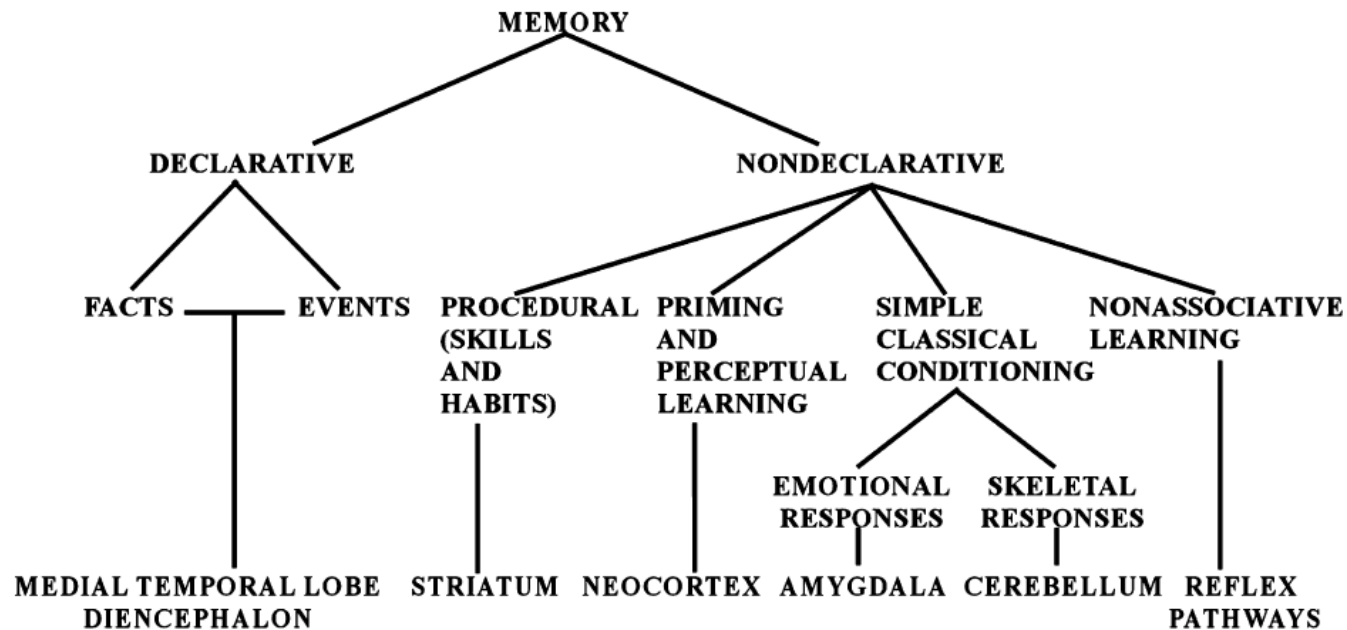 MEMORY
DECLARATIVE
NONDECLARATIVE
FACTS
EVENTS
PROCEDURAL
(SKILLS
AND
HABITS)
PRIMING
AND
PERCEPTUAL
LEARNING
SIMPLE
CLASSICAL
CONDITIONING
NONASSOCIATIVE
LEARNING
EMOTIONAL
RESPONSES
SKELETAL
RESPONSES
MEDIAL TEMPORAL LOBE
DIENCEPHALON
STRIATUM
NEOCORTEX
AMYGDALA
CEREBELLUM
REFLEX
PATHWAYS